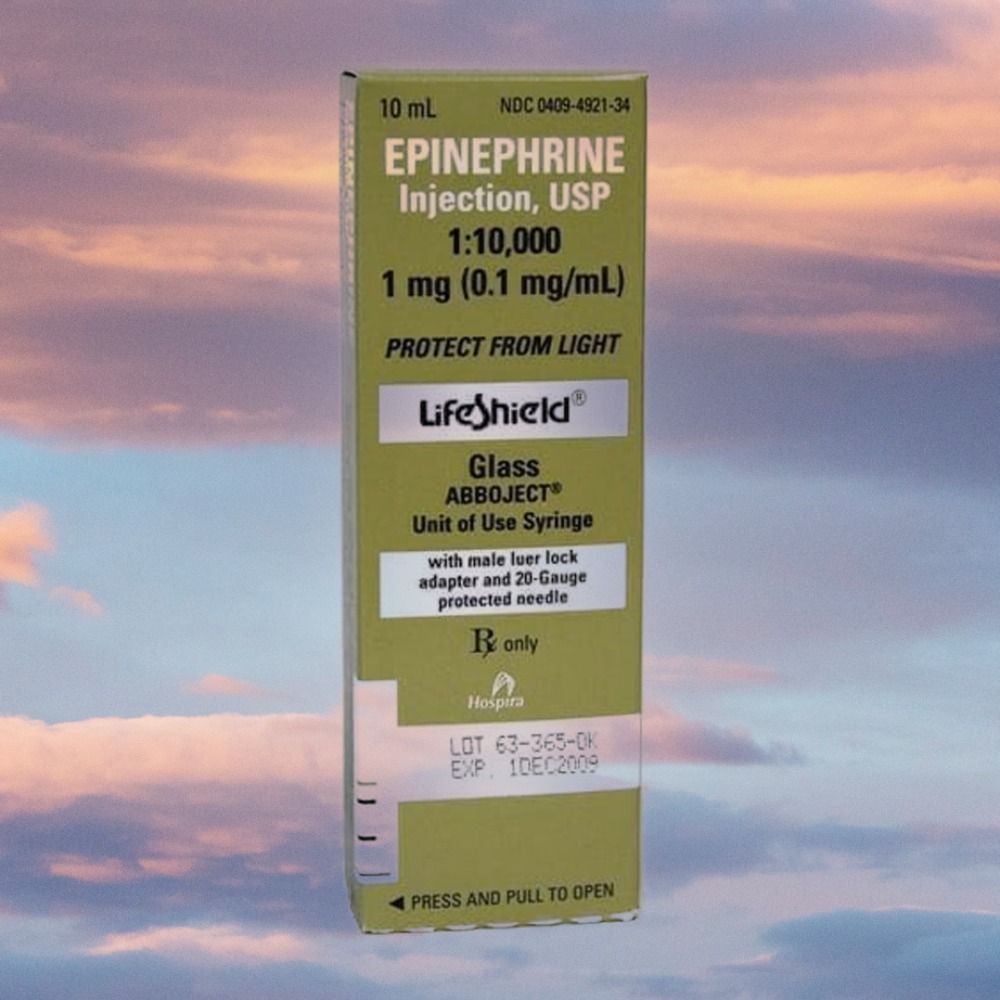 10 mL NDC 0409-4921-34
EPINEPHRINE
Injection, USP
1:10,000
1 mg (0.1 mg/mL)
PROTECT FROM LIGHT
LifeShield®
Glass
ABBOJECT®
Unit of Use Syringe
with male luer lock
adapter and 20-Gauge
protected needle
Rx only
Hospira
LOT 63-365-DK
EXP. 1DEC2009
◄ PRESS AND PULL TO OPEN